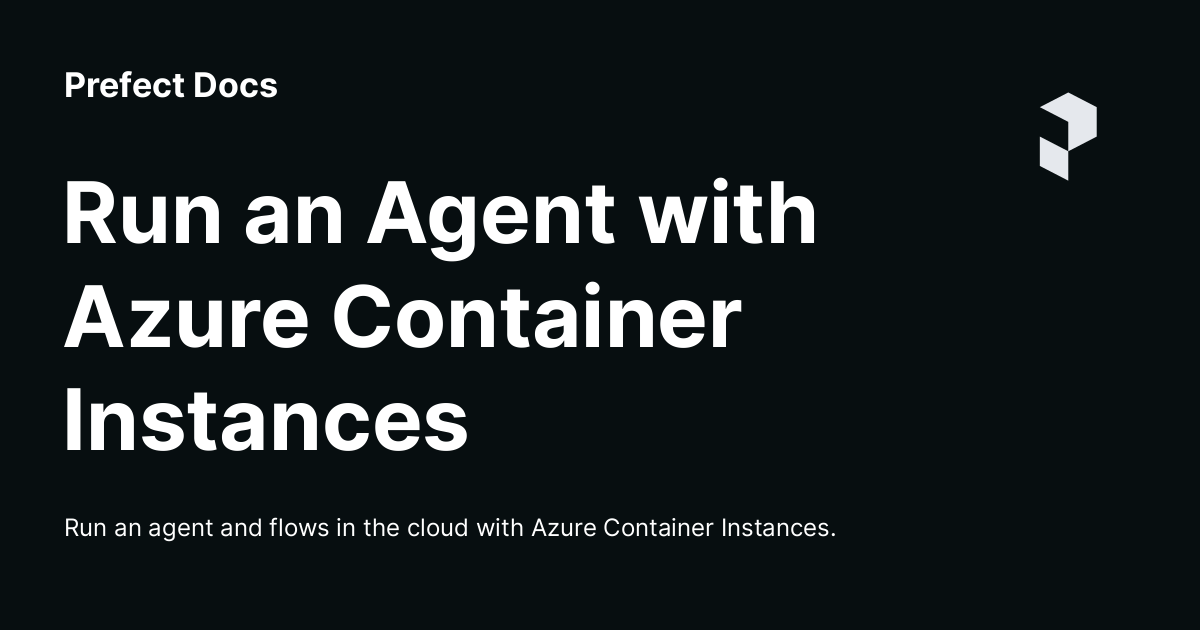 Prefect Docs
Run an Agent with
Azure Container
Instances
Run an agent and flows in the cloud with Azure Container Instances.